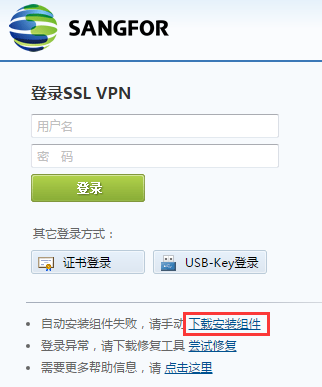 SANGFOR
登录SSL VPN
用户名
密 码
登录
其它登录方式：
证书登录 USB-Key登录
自动安装组件失败，请手动 下载安装组件
登录异常，请下载修复工具 尝试修复
需要更多帮助信息，请 点击这里